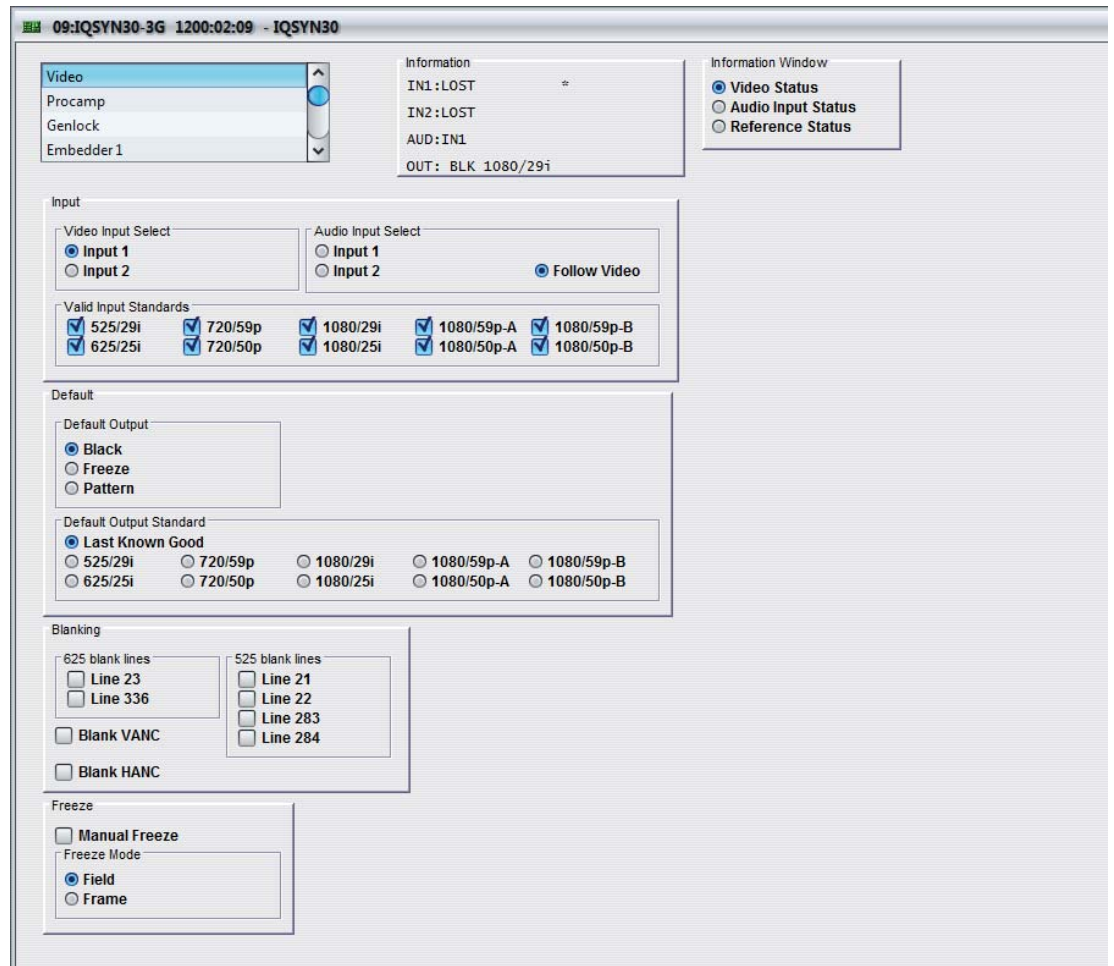 09:IQSYN30-3G 1200:02:09 - IQSYN30
Video
Procamp
Genlock
Embedder 1
Information
IN1:LOST *
IN2:LOST
AUD:IN1
OUT: BLK 1080/29i
Information Window
Video Status
Audio Input Status
Reference Status
Input
Video Input Select
Input 1
Input 2
Audio Input Select
Input 1
Input 2 Follow Video
Valid Input Standards
525/29i 720/59p 1080/29i 1080/59p-A 1080/59p-B
625/25i 720/50p 1080/25i 1080/50p-A 1080/50p-B
Default
Default Output
Black
Freeze
Pattern
Default Output Standard
Last Known Good
525/29i 720/59p 1080/29i 1080/59p-A 1080/59p-B
625/25i 720/50p 1080/25i 1080/50p-A 1080/50p-B
Blanking
625 blank lines
Line 23
Line 336
525 blank lines
Line 21
Line 22
Line 283
Line 284
Blank VANC
Blank HANC
Freeze
Manual Freeze
Freeze Mode
Field
Frame